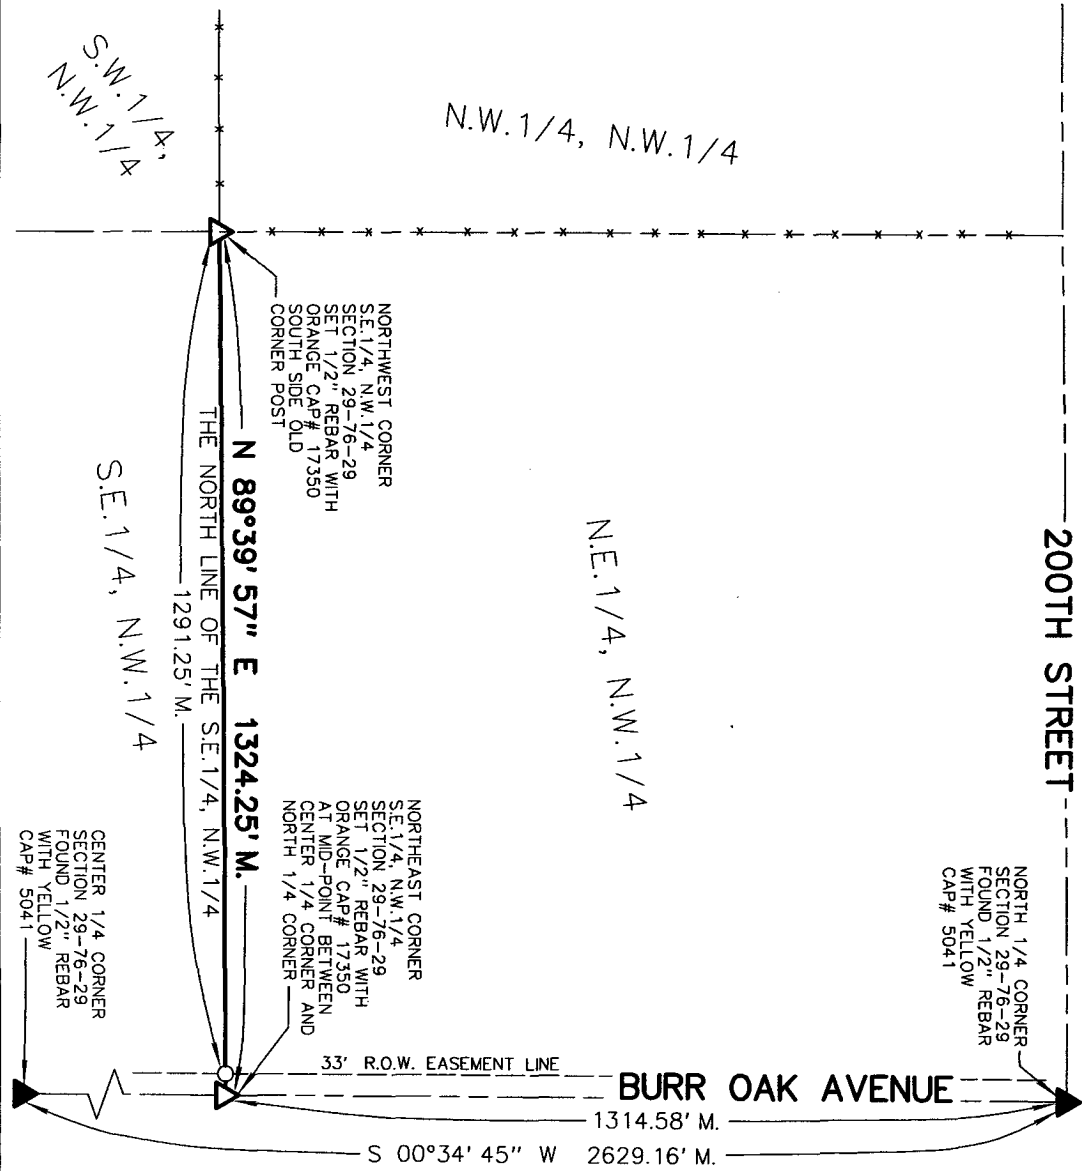 S.W.1/4,
N.W.1/4
N.W.1/4, N.W.1/4
200TH STREET
NORTHWEST CORNER
S.E.1/4, N.W.1/4
SECTION 29-76-29
SET 1/2" REBAR WITH
ORANGE CAP# 17350
SOUTH SIDE OLD
CORNER POST
N 89°39'57" E 1324.25' M.
THE NORTH LINE OF THE S.E.1/4, N.W.1/4
1291.25' M.
S.E.1/4, N.W.1/4
N.E.1/4, N.W.1/4
NORTHEAST CORNER
S.E.1/4, N.W.1/4
SECTION 29-76-29
SET 1/2" REBAR WITH
ORANGE CAP# 17350
AT MID-POINT BETWEEN
CENTER 1/4 CORNER AND
NORTH 1/4 CORNER
NORTH 1/4 CORNER
SECTION 29-76-29
FOUND 1/2" REBAR
WITH YELLOW
CAP# 5041
CENTER 1/4 CORNER
SECTION 29-76-29
FOUND 1/2" REBAR
WITH YELLOW
CAP# 5041
33' R.O.W. EASEMENT LINE
BURR OAK AVENUE
1314.58' M.
S 00°34'45" W 2629.16' M.